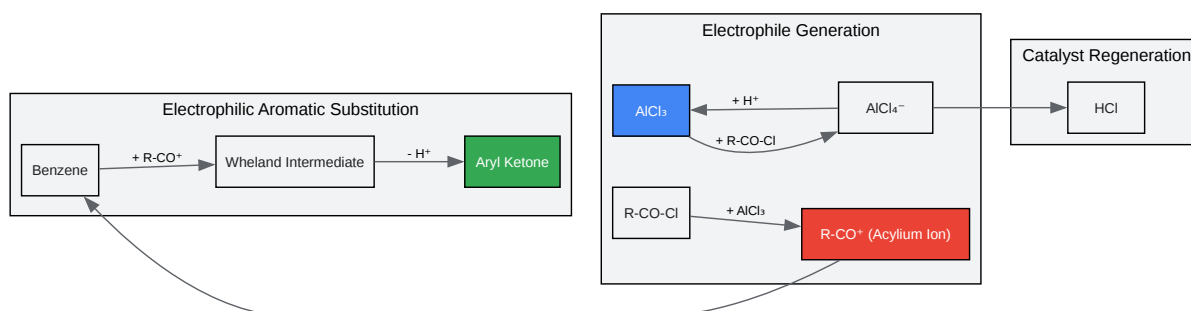 Electrophilic Aromatic Substitution
Benzene
+ R-CO⁺
Wheland Intermediate
- H⁺
Aryl Ketone
Electrophile Generation
AlCl₃
+ H⁺
AlCl₄⁻
+ R-CO-Cl
R-CO-Cl
+ AlCl₃
R-CO⁺ (Acylium Ion)
Catalyst Regeneration
HCl